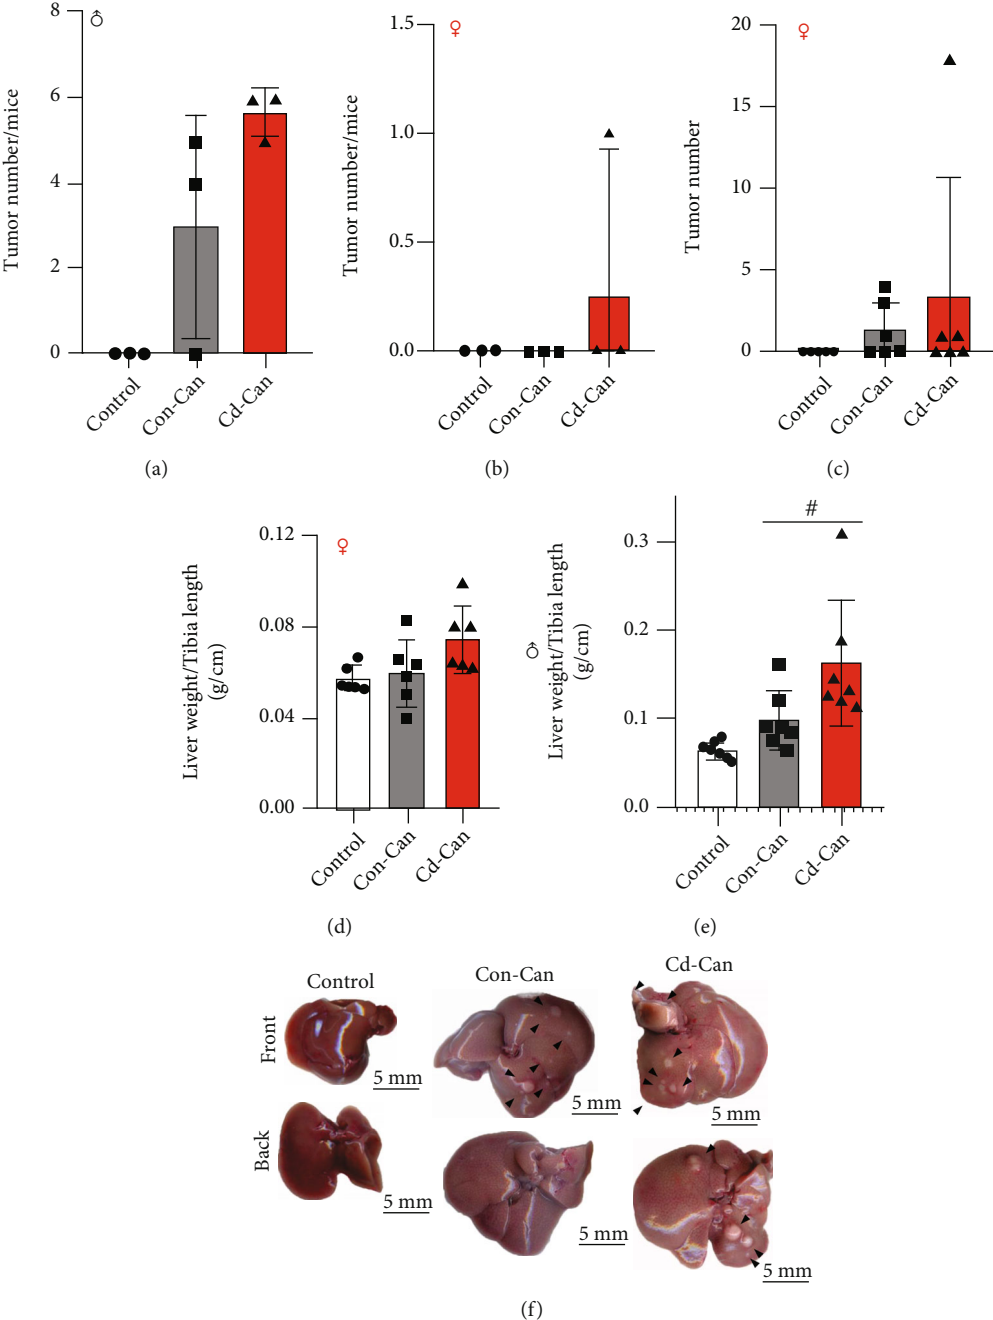 ♂
Tumor number/mice
8
6
4
2
0
Control
Con-Can
Cd-Can
(a)
♀
Tumor number/mice
1.5
1.0
0.5
0.0
Control
Con-Can
Cd-Can
(b)
♀
Tumor number
20
15
10
5
0
Control
Con-Can
Cd-Can
(c)
♀
Liver weight/Tibia length
(g/cm)
0.12
0.08
0.04
0.00
Control
Con-Can
Cd-Can
(d)
♂
Liver weight/Tibia length
(g/cm)
#
0.3
0.2
0.1
0.0
Control
Con-Can
Cd-Can
(e)
Control
Con-Can
Cd-Can
Front
5 mm
5 mm
5 mm
Back
5 mm
5 mm
5 mm
(f)